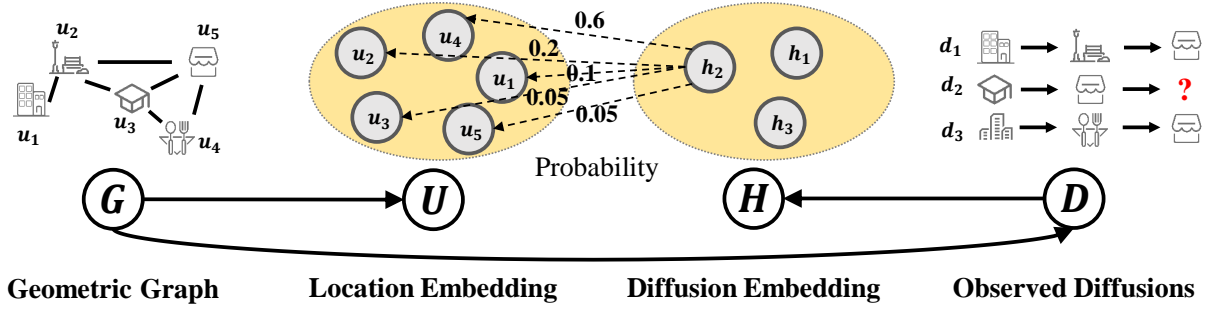 u₂
u₅
u₁
u₃
u₄
u₂
u₄
u₁
u₃
u₅
0.6
0.2
0.1
0.05
0.05
h₂
h₁
h₃
Probability
d₁
d₂
?
d₃
G
U
H
D
Geometric Graph
Location Embedding
Diffusion Embedding
Observed Diffusions